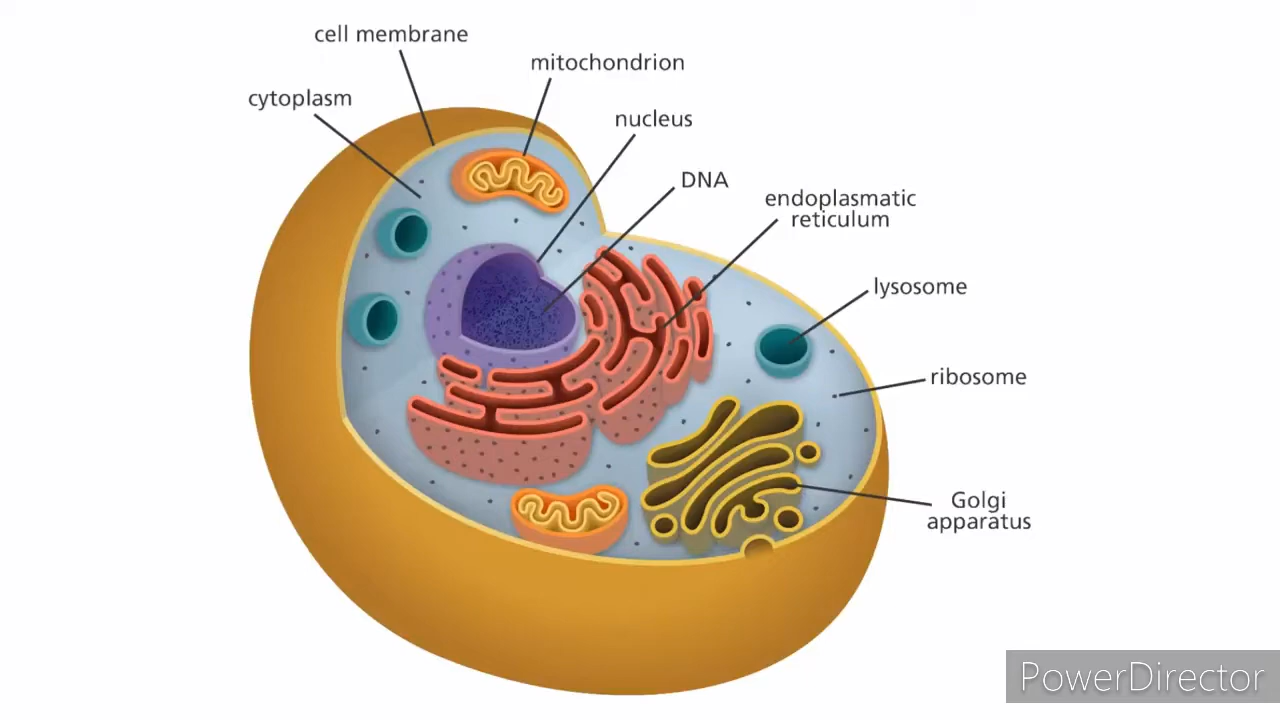 cell membrane
mitochondrion
cytoplasm
nucleus
DNA
endoplasmatic
reticulum
lysosome
ribosome
Golgi
apparatus
PowerDirector